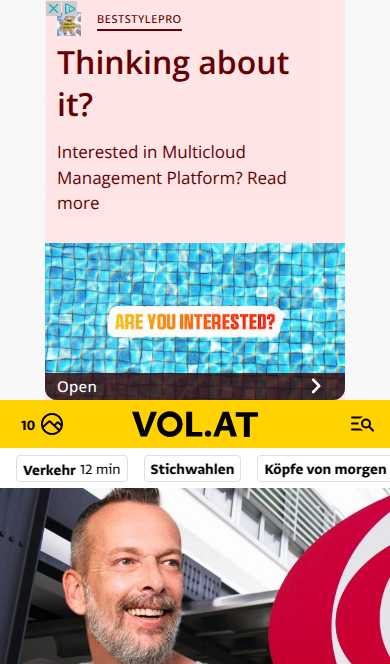 BESTSTYLEPRO
Thinking about
it?
Interested in Multicloud
Management Platform? Read
more
ARE YOU INTERESTED?
Open
10
VOL.AT
Verkehr 12 min
Stichwahlen
Köpfe von morgen